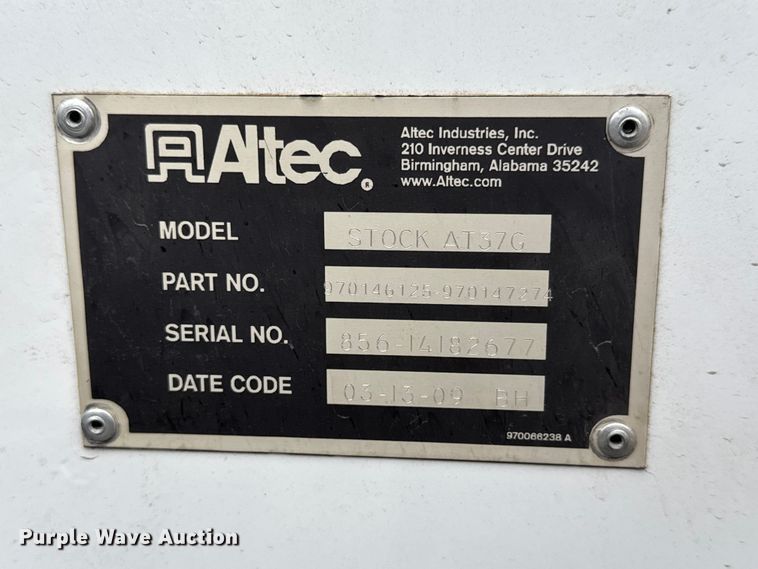 Altec®
Altec Industries, Inc.
210 Inverness Center Drive
Birmingham, Alabama 35242
www.Altec.com
MODEL STOCK AT37G
PART NO. 970146125-970147274
SERIAL NO. 856-14182677
DATE CODE 03-13-09 BH
970066238 A
Purple Wave Auction